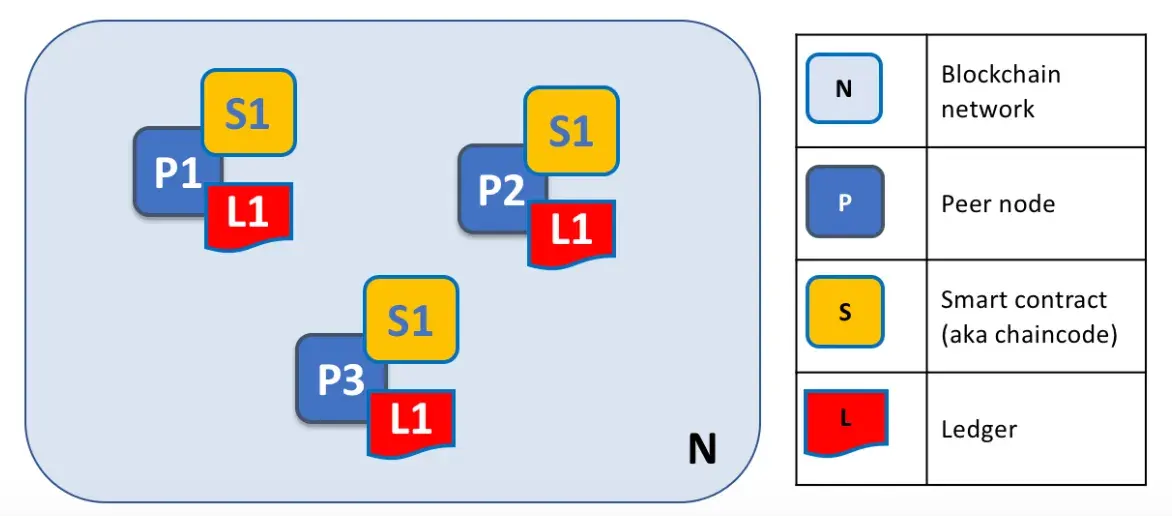 S1
P1
L1
S1
P2
L1
S1
P3
L1
N
N
Blockchain
network
P
Peer node
S
Smart contract
(aka chaincode)
L
Ledger